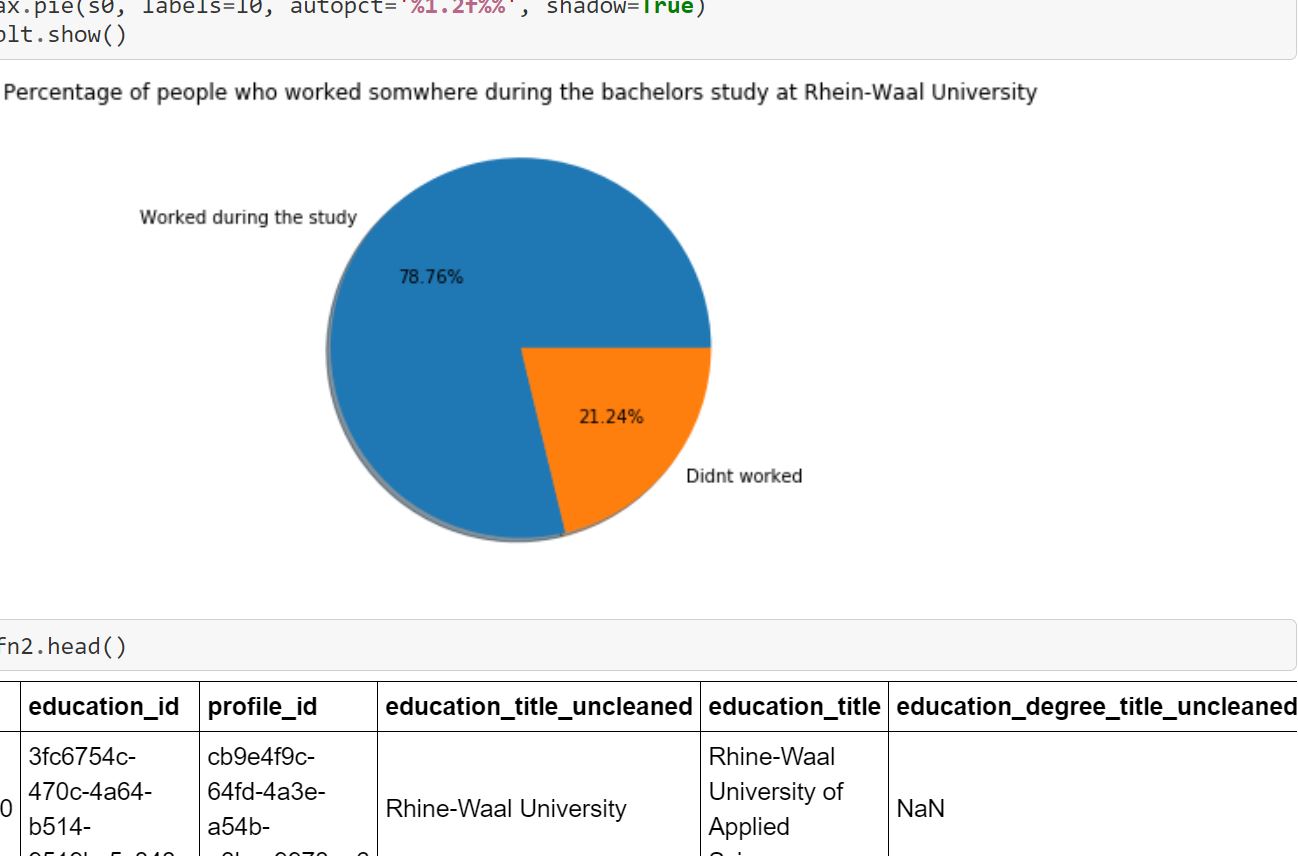 ax.pie(s0, labels=l0, autopct='%1.2f%%', shadow=True)
plt.show()
Percentage of people who worked somwhere during the bachelors study at Rhein-Waal University
Worked during the study
78.76%
21.24%
Didnt worked
fn2.head()
education_id profile_id education_title_uncleaned education_title education_degree_title_uncleaned
0 3fc6754c-470c-4a64-b514- cb9e4f9c-64fd-4a3e-a54b- Rhine-Waal University Rhine-Waal University of Applied NaN